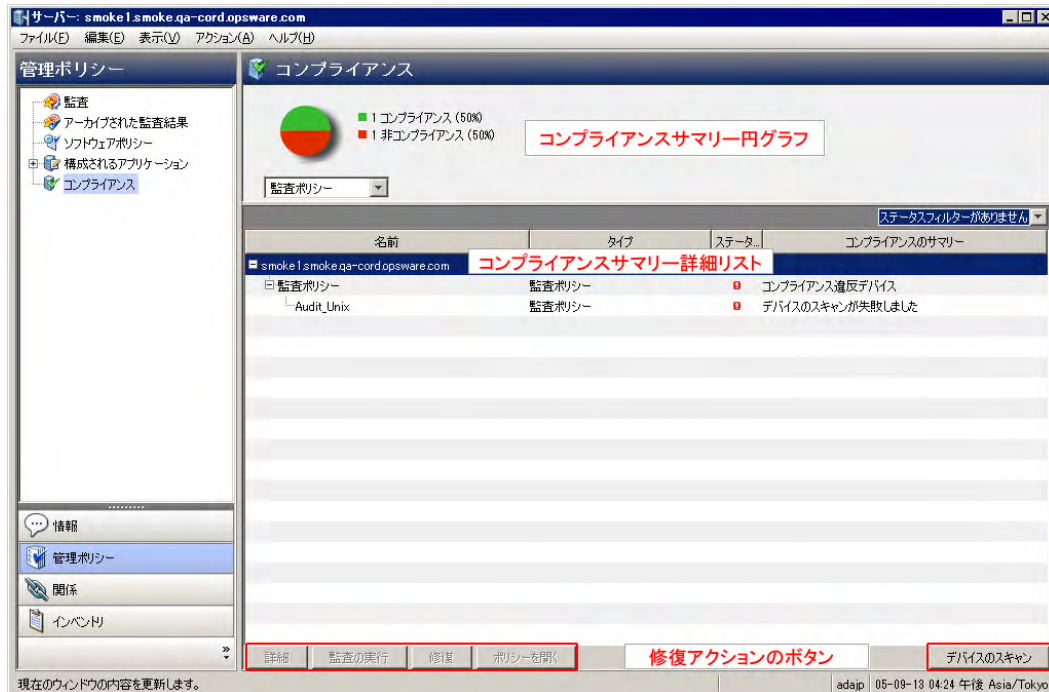 サーバー: smoke1.smoke.qa-cord.opsware.com
ファイル(F) 編集(E) 表示(V) アクション(A) ヘルプ(H)
管理ポリシー
監査
アーカイブされた監査結果
ソフトウェアポリシー
構成されるアプリケーション
コンプライアンス
情報
管理ポリシー
関係
インベントリ
コンプライアンス
1 コンプライアンス (50%)
1 非コンプライアンス (50%)
コンプライアンスサマリー円グラフ
監査ポリシー
ステータスフィルターがありません
名前 タイプ ステータ... コンプライアンスのサマリー
smoke1.smoke.qa-cord.opsware.com
コンプライアンスサマリー詳細リスト
監査ポリシー 監査ポリシー コンプライアンス違反デバイス
Audit_Unix 監査ポリシー デバイスのスキャンが失敗しました
詳細 監査の実行 修復 ポリシーを開く
修復アクションのボタン
デバイスのスキャン
現在のウィンドウの内容を更新します。
adajp 05-09-13 04:24 午後 Asia/Tokyo